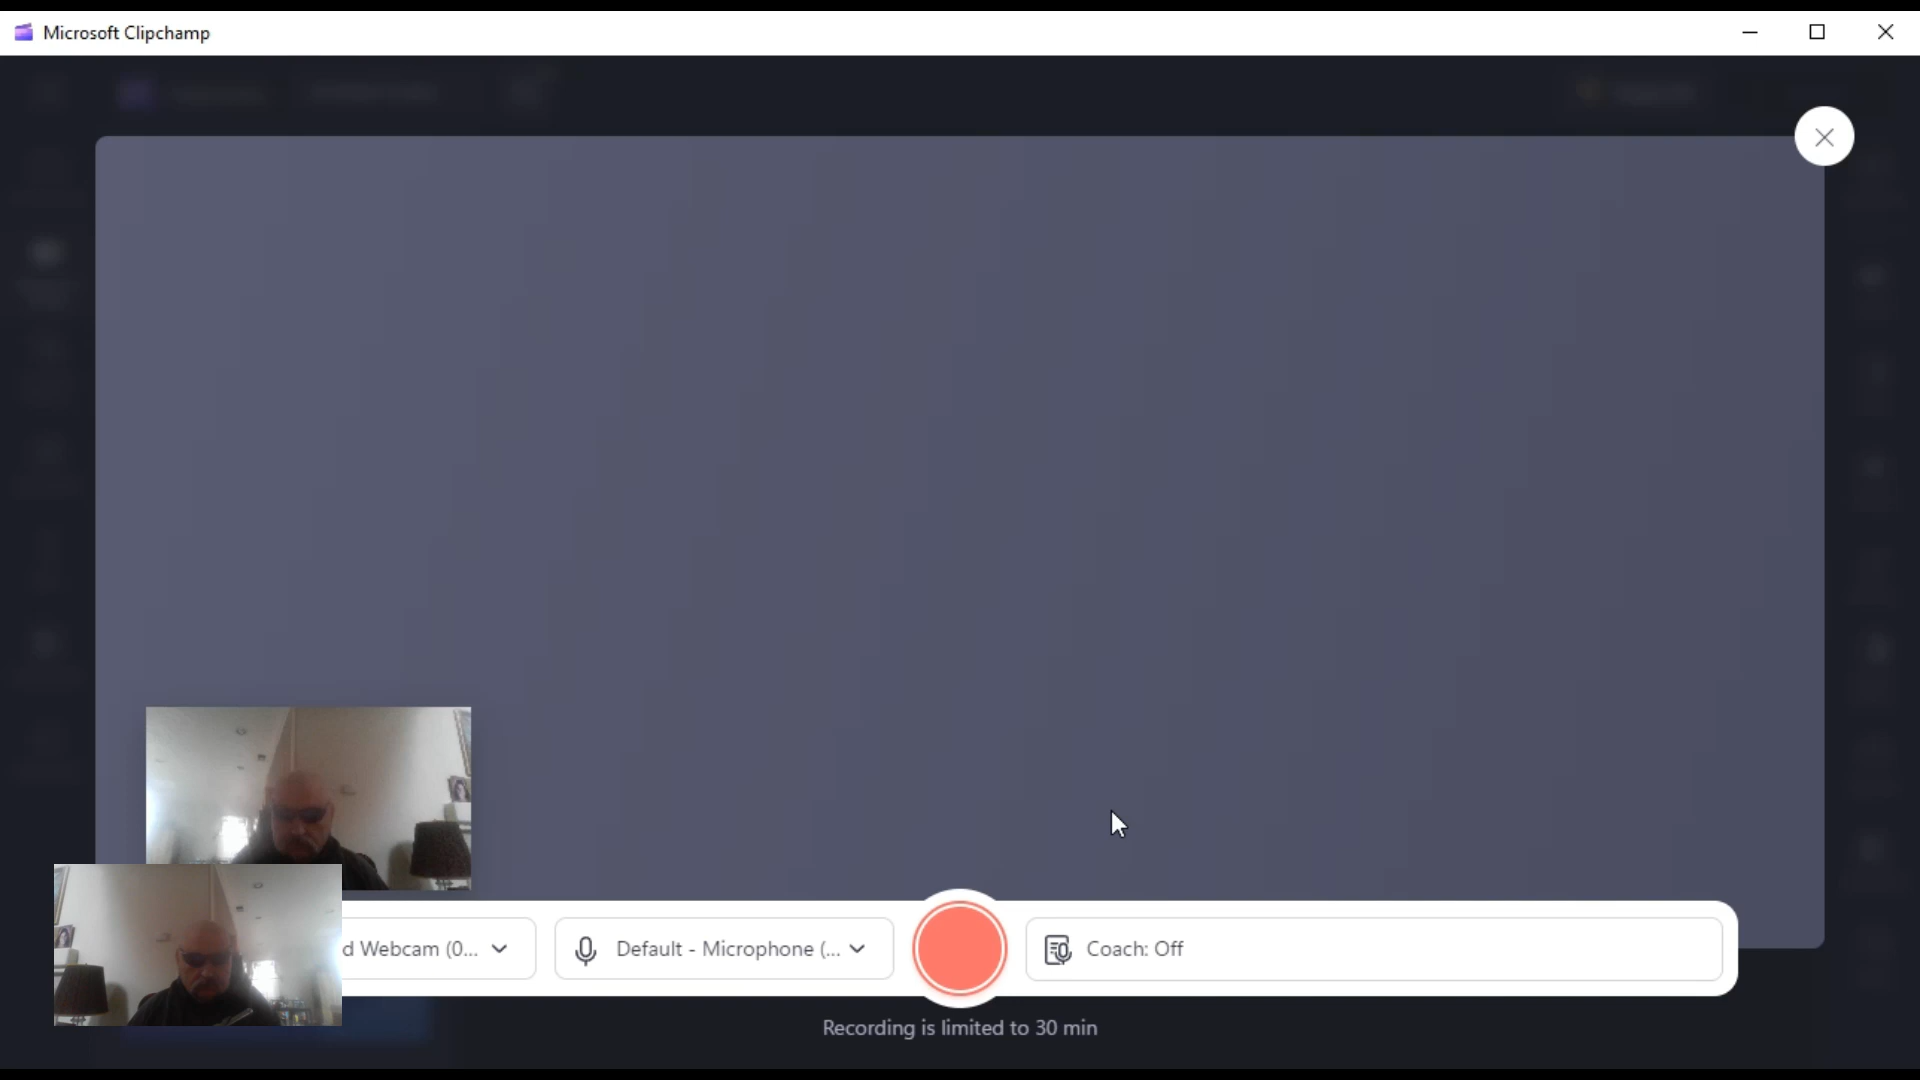 Microsoft Clipchamp
d Webcam (0...
Default - Microphone (...
Coach: Off
Recording is limited to 30 min